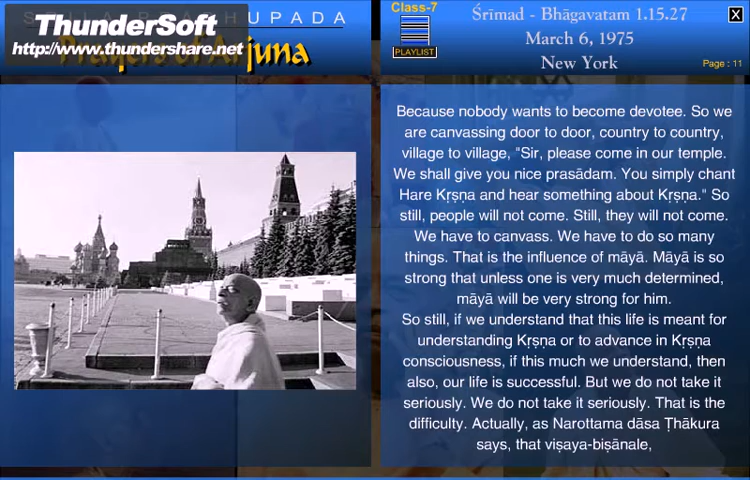 ThunderSoft
http://www.thundershare.net
Prayers of Arjuna
Class-7
PLAYLIST
Śrīmad - Bhāgavatam 1.15.27
March 6, 1975
New York
X
Page : 11
Because nobody wants to become devotee. So we
are canvassing door to door, country to country,
village to village, "Sir, please come in our temple.
We shall give you nice prasādam. You simply chant
Hare Kṛṣṇa and hear something about Kṛṣṇa." So
still, people will not come. Still, they will not come.
We have to canvass. We have to do so many
things. That is the influence of māyā. Māyā is so
strong that unless one is very much determined,
māyā will be very strong for him.
So still, if we understand that this life is meant for
understanding Kṛṣṇa or to advance in Kṛṣṇa
consciousness, if this much we understand, then
also, our life is successful. But we do not take it
seriously. We do not take it seriously. That is the
difficulty. Actually, as Narottama dāsa Ṭhākura
says, that viṣaya-biṣānale,